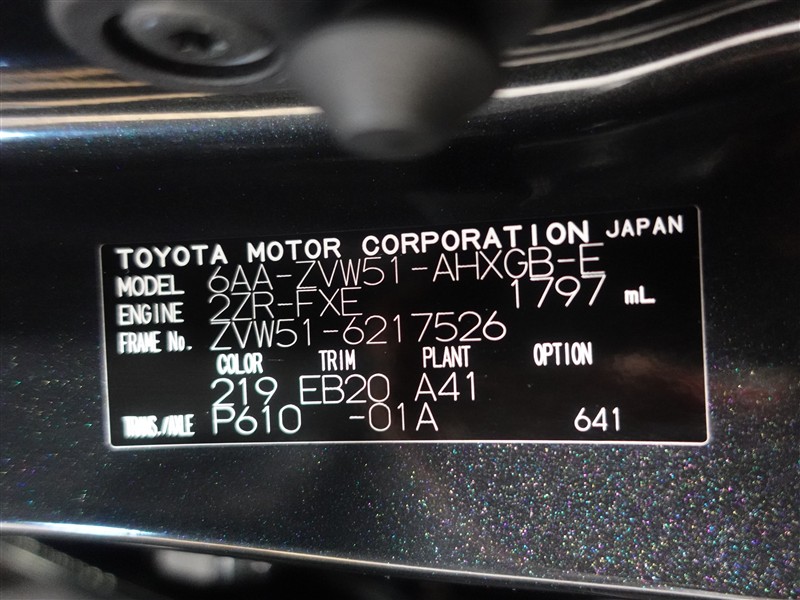 TOYOTA MOTOR CORPORATION JAPAN
MODEL 6AA-ZVW51-AHXGB-E
ENGINE 2ZR-FXE 1797 mL
FRAME No. ZVW51-6217526
COLOR TRIM PLANT OPTION
219 EB20 A41
TRANS./AXLE P610 -01A 641